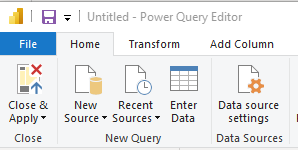 Untitled - Power Query Editor
File Home Transform Add Column
Close & Apply
New Source
Recent Sources
Enter Data
Data source settings
Close New Query Data Sources